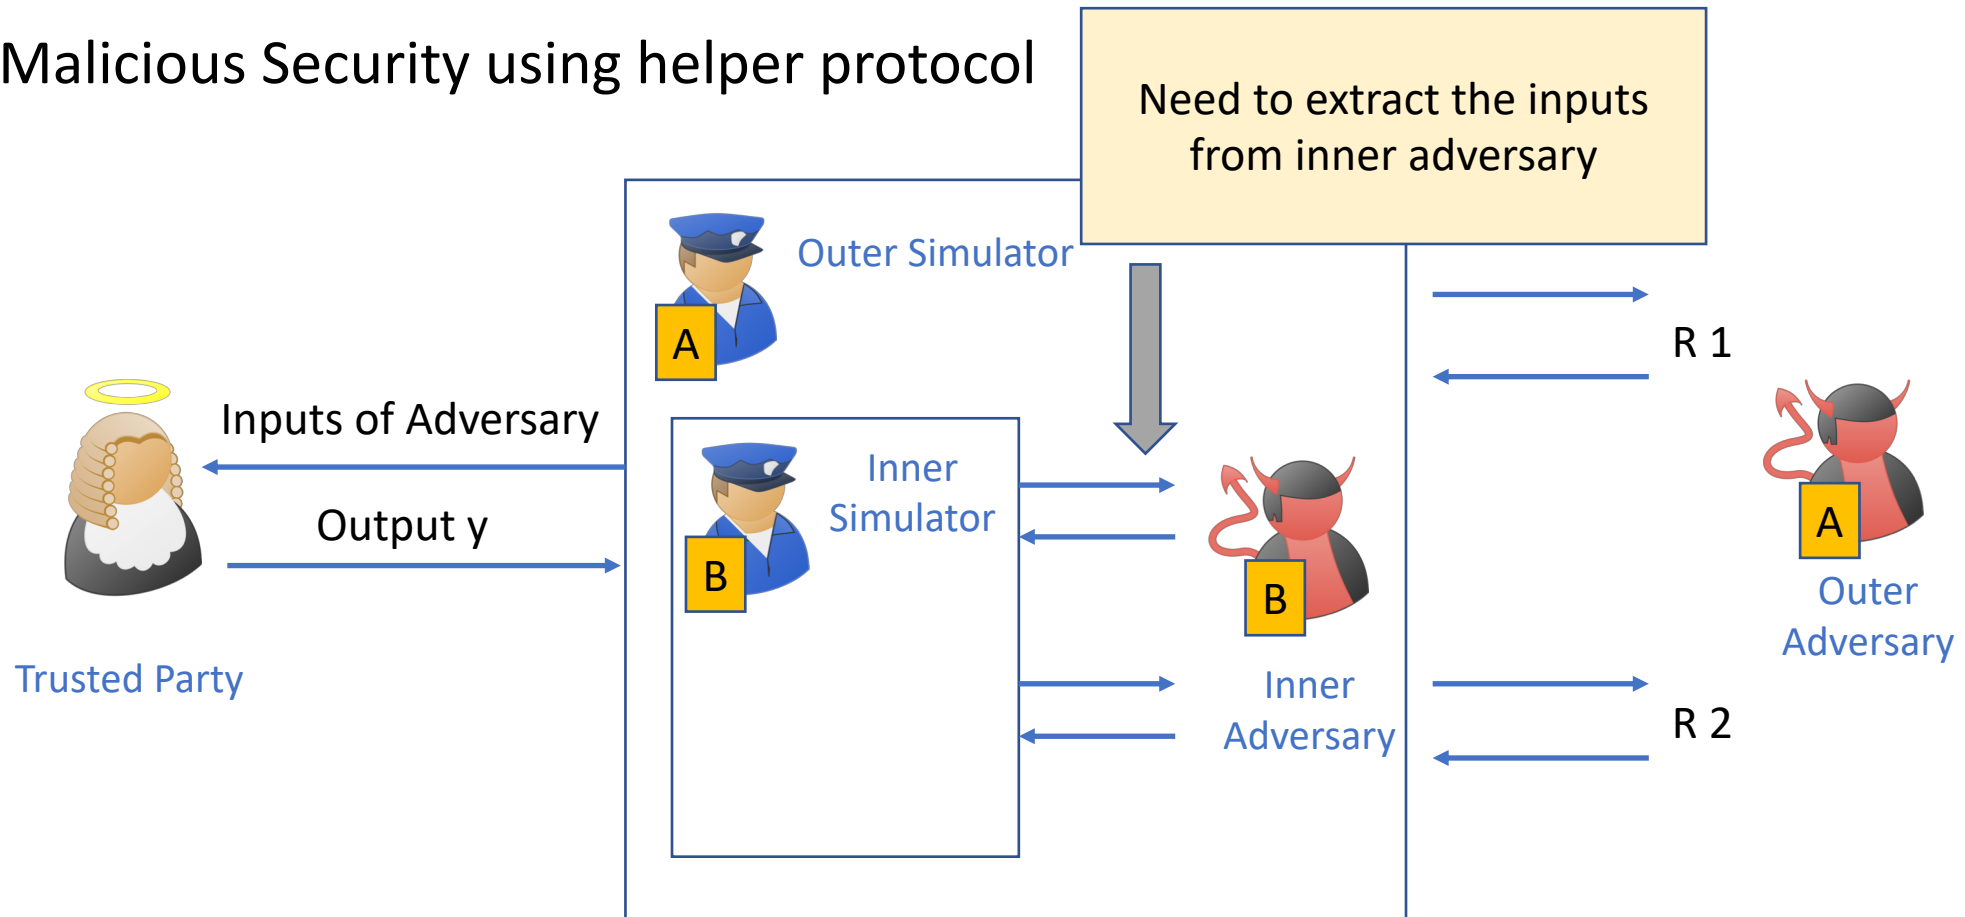 Malicious Security using helper protocol
Need to extract the inputs
from inner adversary
Outer Simulator
A
R 1
Inputs of Adversary
Output y
Trusted Party
Inner
Simulator
B
B
Inner
Adversary
A
Outer
Adversary
R 2